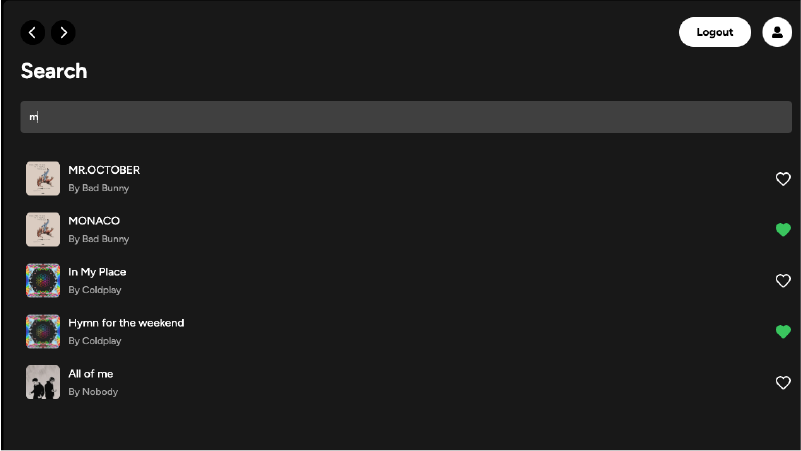 Logout
Search
m
MR.OCTOBER
By Bad Bunny
MONACO
By Bad Bunny
In My Place
By Coldplay
Hymn for the weekend
By Coldplay
All of me
By Nobody